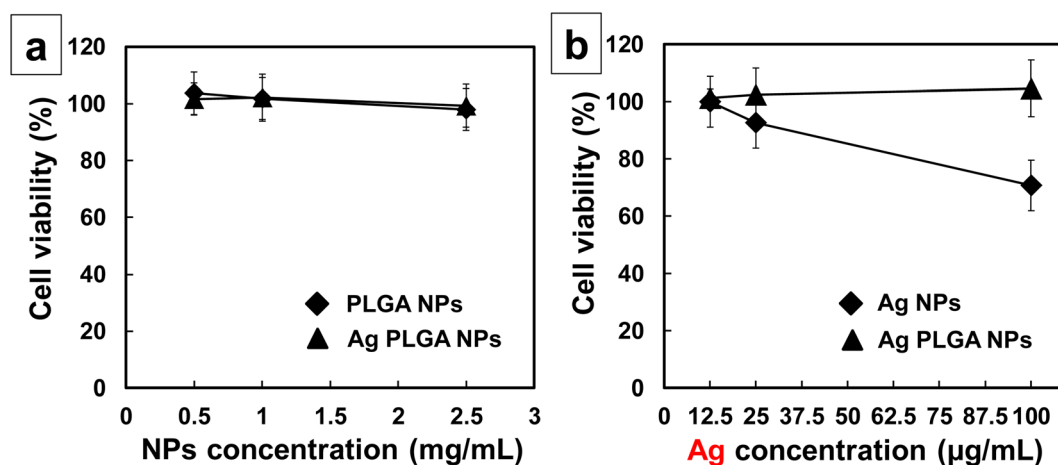 a
120
100
80
60
40
20
0
Cell viability (%)
PLGA NPs
Ag PLGA NPs
0 0.5 1 1.5 2 2.5 3
NPs concentration (mg/mL)
b
120
100
80
60
40
20
0
Cell viability (%)
Ag NPs
Ag PLGA NPs
0 12.5 25 37.5 50 62.5 75 87.5 100
Ag concentration (µg/mL)